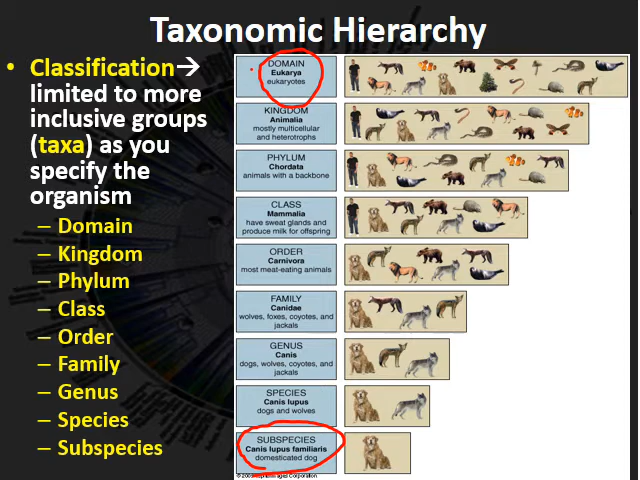 Taxonomic Hierarchy
• Classification→
limited to more
inclusive groups
(taxa) as you
specify the
organism
– Domain
– Kingdom
– Phylum
– Class
– Order
– Family
– Genus
– Species
– Subspecies
DOMAIN
Eukarya
eukaryotes
KINGDOM
Animalia
mostly multicellular
and heterotrophs
PHYLUM
Chordata
animals with a backbone
CLASS
Mammalia
have sweat glands and
produce milk for offspring
ORDER
Carnivora
most meat-eating animals
FAMILY
Canidae
wolves, foxes, coyotes, and
jackals
GENUS
Canis
dogs, wolves, coyotes, and
jackals
SPECIES
Canis lupus
dogs and wolves
SUBSPECIES
Canis lupus familiaris
domesticated dog
Corporation